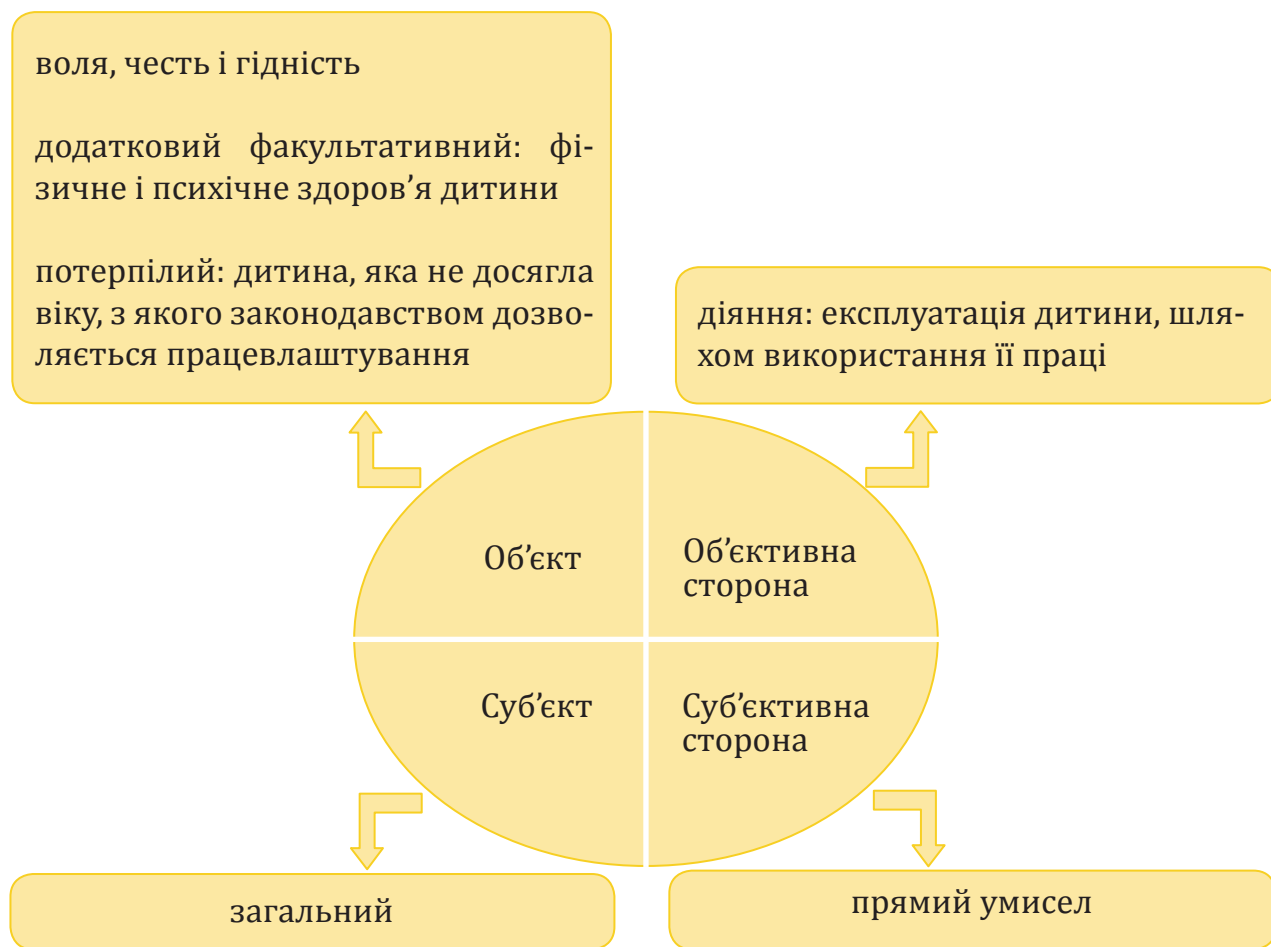 воля, честь і гідність
додатковий факультативний: фі-
зичне і психічне здоров’я дитини
потерпілий: дитина, яка не досягла
віку, з якого законодавством дозво-
ляється працевлаштування
діяння: експлуатація дитини, шля-
хом використання її праці
Об’єкт
Об’єктивна
сторона
Суб’єкт
Суб’єктивна
сторона
загальний
прямий умисел